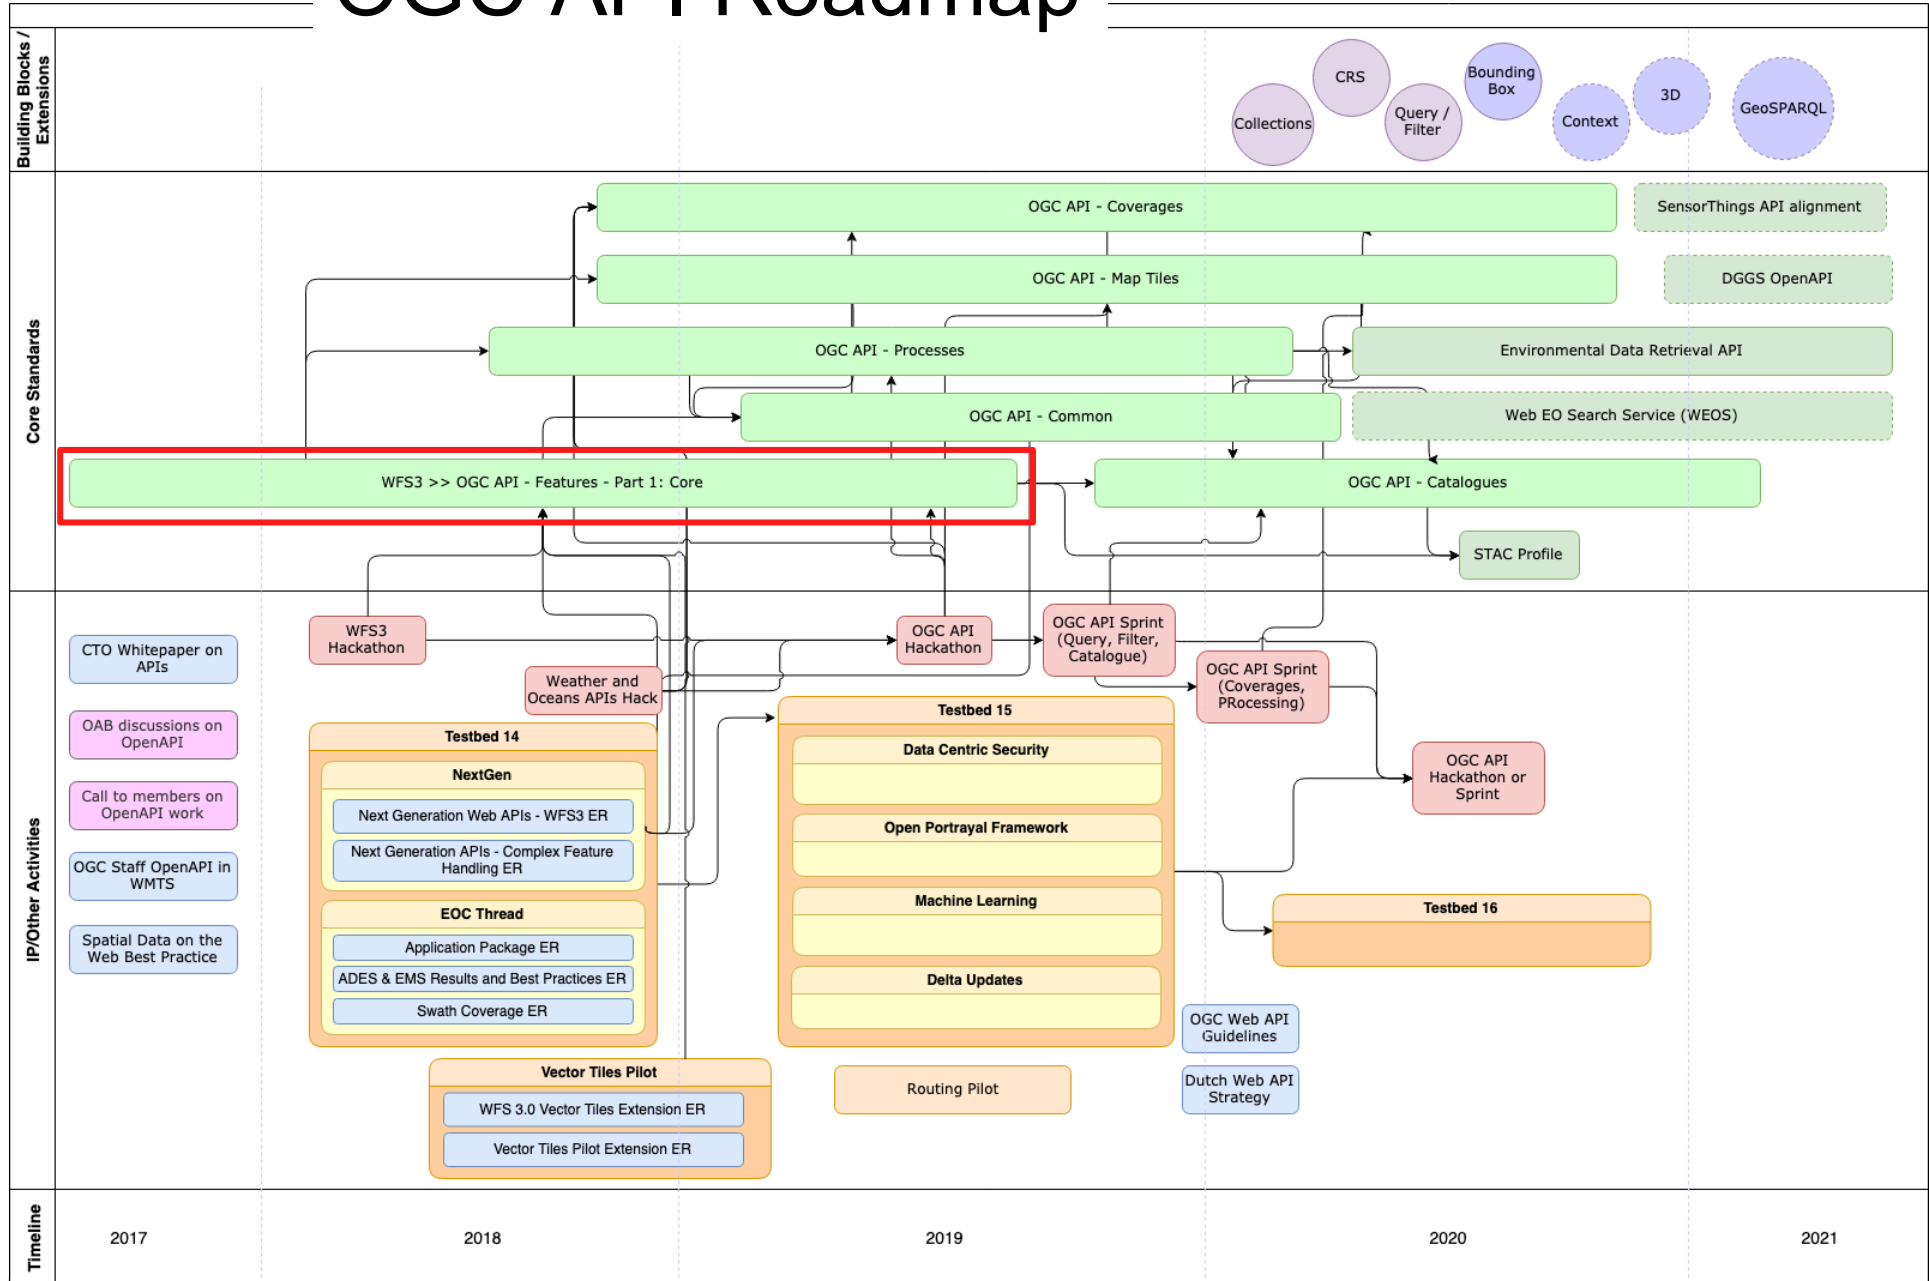 OGC API Roadmap
Building Blocks /
Extensions
Collections
CRS
Query /
Filter
Bounding
Box
Context
3D
GeoSPARQL
Core Standards
OGC API - Coverages
SensorThings API alignment
OGC API - Map Tiles
DGGS OpenAPI
OGC API - Processes
Environmental Data Retrieval API
OGC API - Common
Web EO Search Service (WEOS)
WFS3 >> OGC API - Features - Part 1: Core
OGC API - Catalogues
STAC Profile
IP/Other Activities
CTO Whitepaper on
APIs
OAB discussions on
OpenAPI
Call to members on
OpenAPI work
OGC Staff OpenAPI in
WMTS
Spatial Data on the
Web Best Practice
WFS3
Hackathon
Weather and
Oceans APIs Hack
OGC API
Hackathon
OGC API Sprint
(Query, Filter,
Catalogue)
OGC API Sprint
(Coverages,
PRocessing)
OGC API
Hackathon or
Sprint
Testbed 14
NextGen
Next Generation Web APIs - WFS3 ER
Next Generation APIs - Complex Feature
Handling ER
EOC Thread
Application Package ER
ADES & EMS Results and Best Practices ER
Swath Coverage ER
Vector Tiles Pilot
WFS 3.0 Vector Tiles Extension ER
Vector Tiles Pilot Extension ER
Testbed 15
Data Centric Security
Open Portrayal Framework
Machine Learning
Delta Updates
Routing Pilot
Testbed 16
OGC Web API
Guidelines
Dutch Web API
Strategy
Timeline
2017
2018
2019
2020
2021